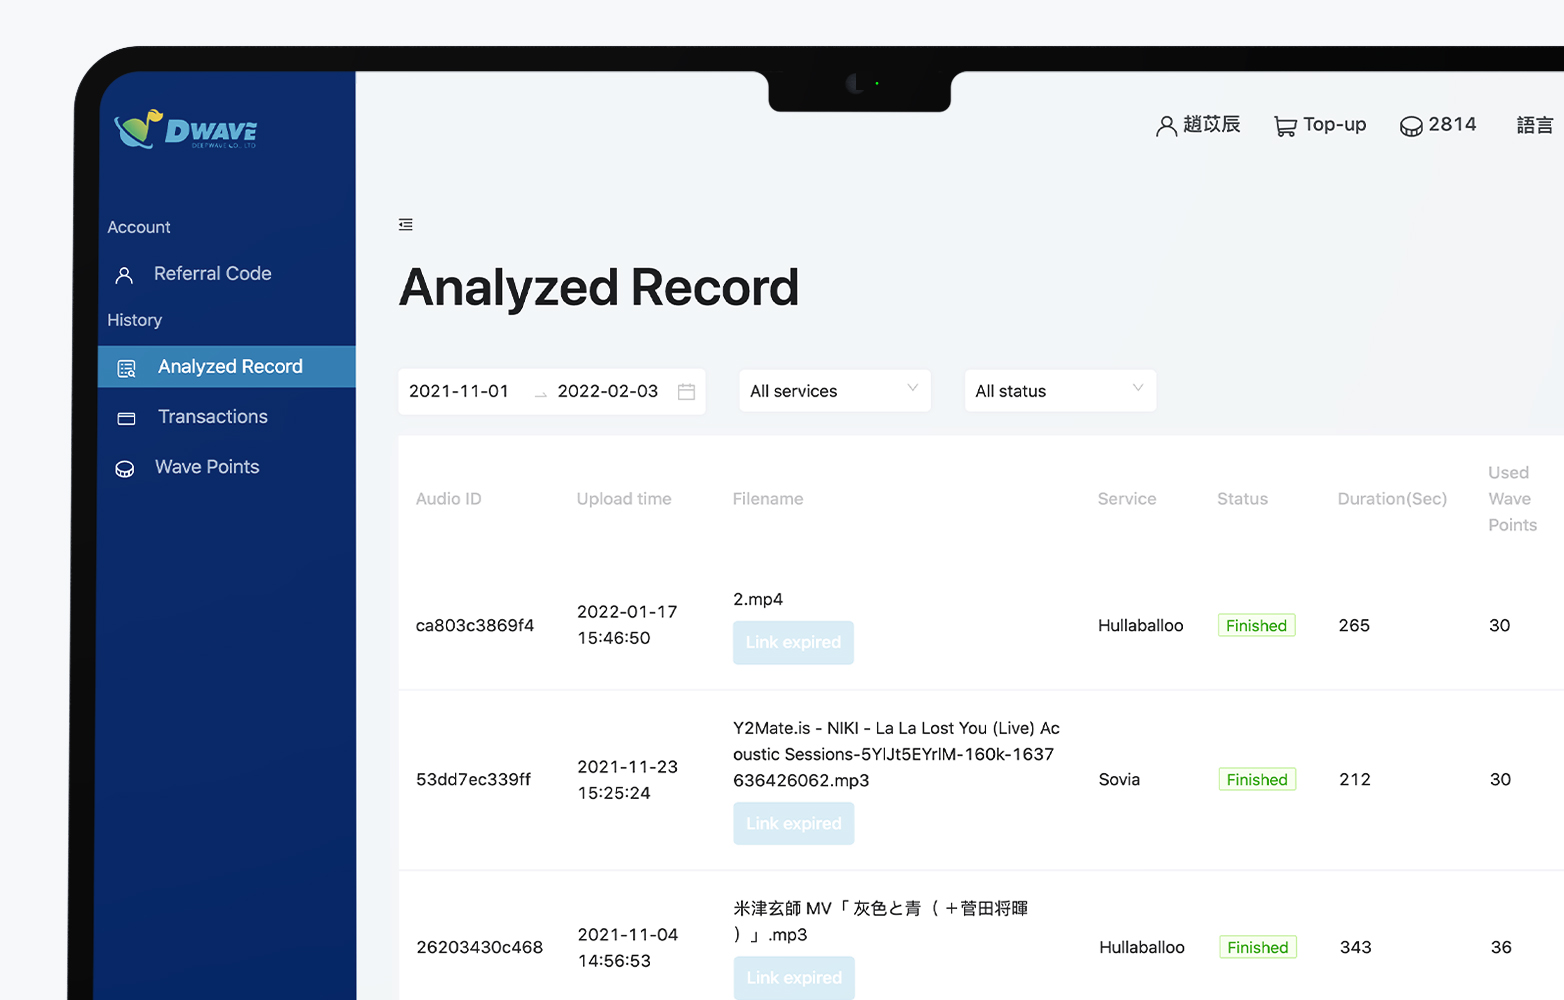 DWAVE
DEEPWAVE CO., LTD
趙苡辰
Top-up
2814
語言
Account
Referral Code
History
Analyzed Record
Transactions
Wave Points
Analyzed Record
2021-11-01
2022-02-03
All services
All status
Audio ID
Upload time
Filename
Service
Status
Duration(Sec)
Used
Wave
Points
ca803c3869f4
2022-01-17
15:46:50
2.mp4
Link expired
Hullaballoo
Finished
265
30
53dd7ec339ff
2021-11-23
15:25:24
Y2Mate.is - NIKI - La La Lost You (Live) Ac
oustic Sessions-5YlJt5EYrlM-160k-1637
636426062.mp3
Link expired
Sovia
Finished
212
30
26203430c468
2021-11-04
14:56:53
米津玄師 MV「 灰色と青（ ＋菅田将暉
）」.mp3
Link expired
Hullaballoo
Finished
343
36